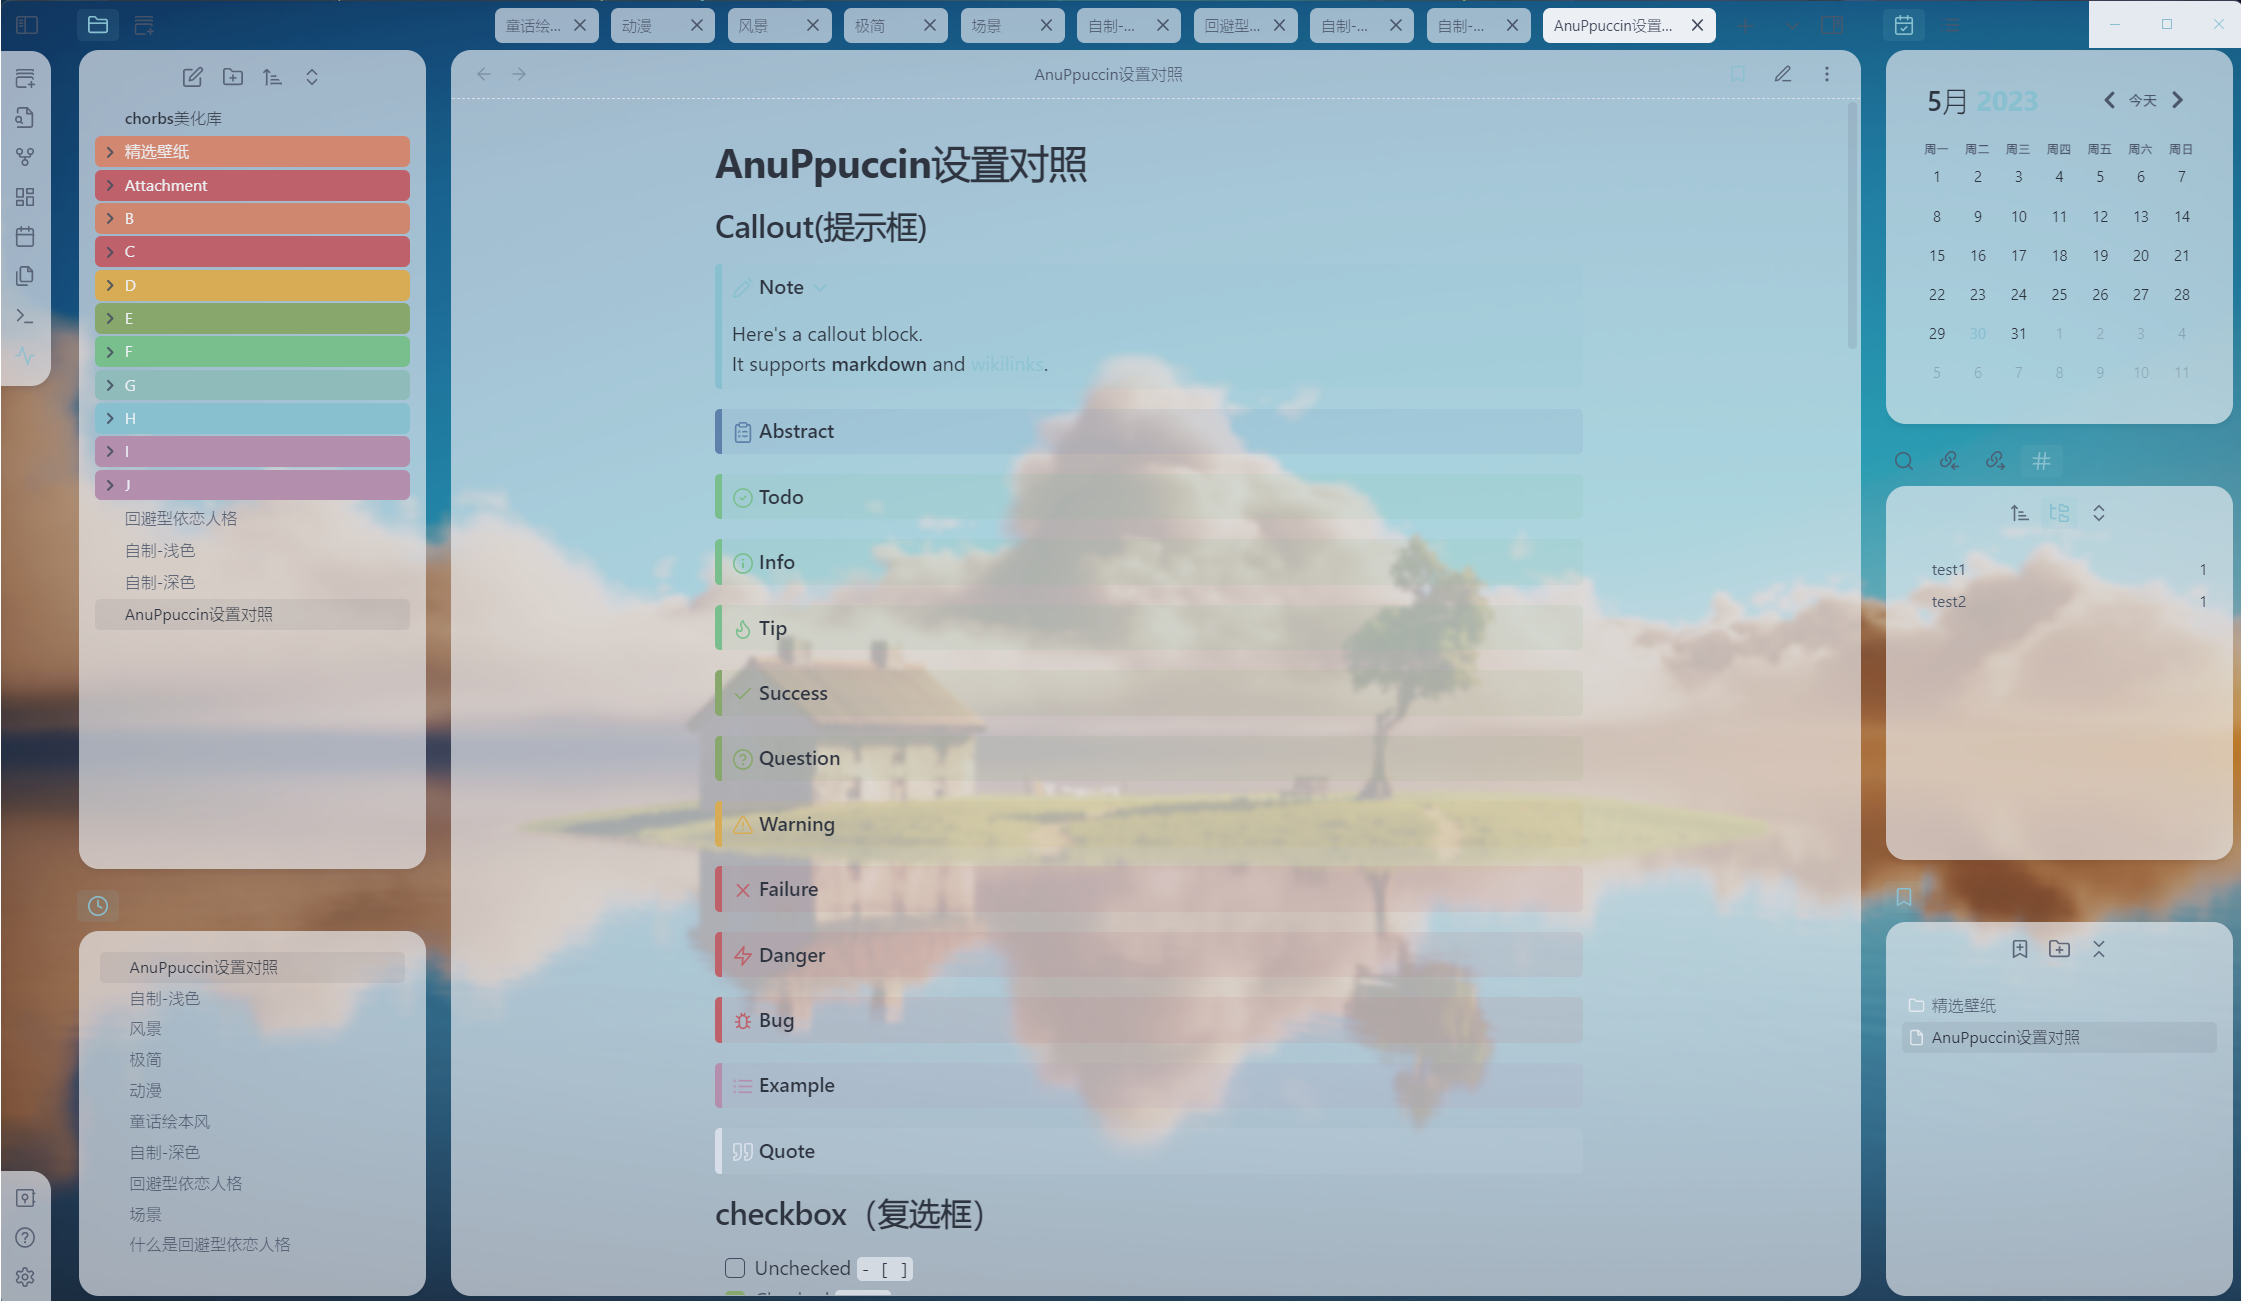 童话绘...
动漫
风景
极简
场景
自制-...
回避型...
自制-...
自制-...
AnuPpuccin设置...
chorbs美化库
精选壁纸
Attachment
B
C
D
E
F
G
H
I
J
回避型依恋人格
自制-浅色
自制-深色
AnuPpuccin设置对照
AnuPpuccin设置对照
自制-浅色
风景
极简
动漫
童话绘本风
自制-深色
回避型依恋人格
场景
什么是回避型依恋人格
AnuPpuccin设置对照
AnuPpuccin设置对照
Callout(提示框)
Note
Here's a callout block.
It supports markdown and wikilinks.
Abstract
Todo
Info
Tip
Success
Question
Warning
Failure
Danger
Bug
Example
Quote
checkbox（复选框）
Unchecked - [ ]
5月 2023 今天
周一 周二 周三 周四 周五 周六 周日
1 2 3 4 5 6 7
8 9 10 11 12 13 14
15 16 17 18 19 20 21
22 23 24 25 26 27 28
29 30 31 1 2 3 4
5 6 7 8 9 10 11
test1 1
test2 1
精选壁纸
AnuPpuccin设置对照